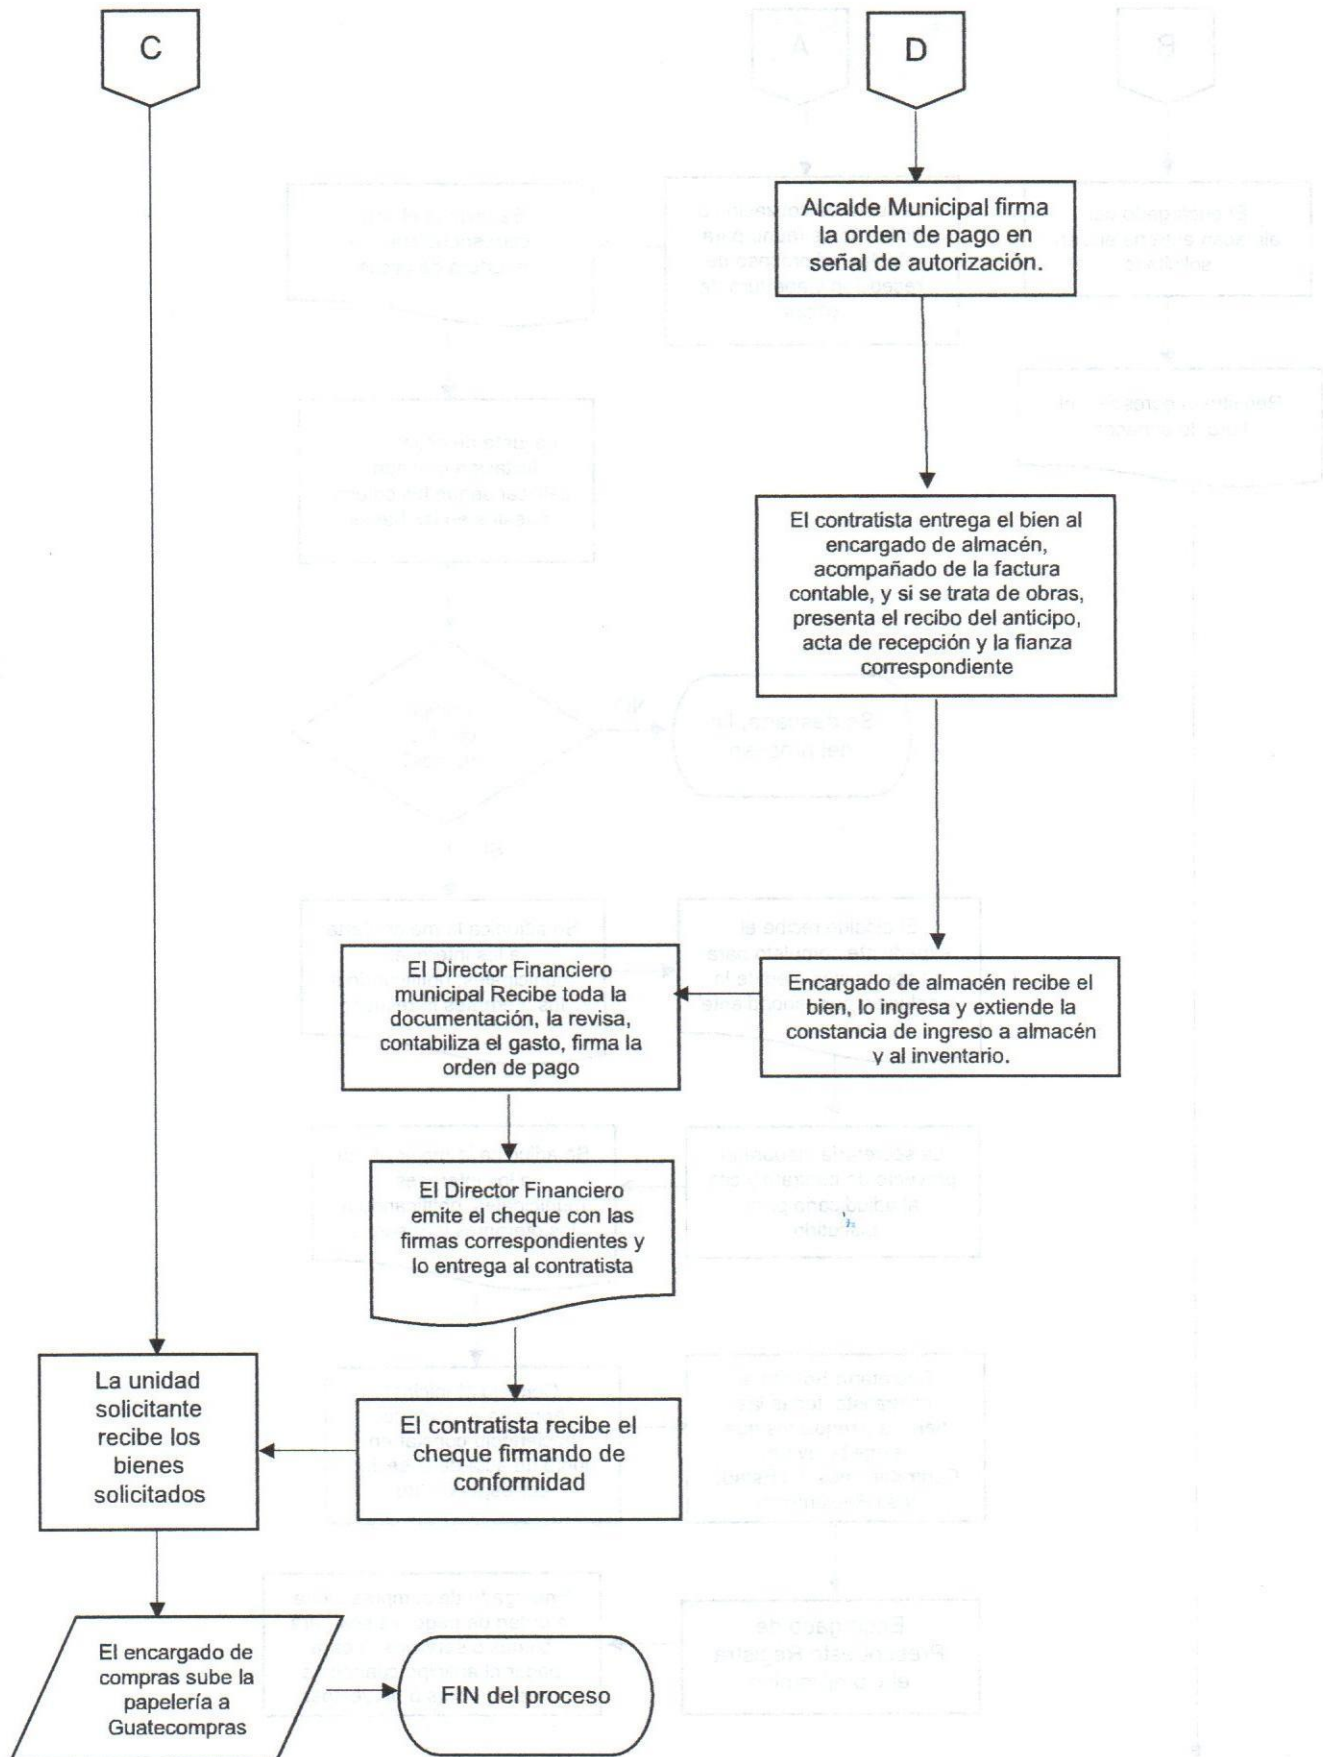 C
D
Alcalde Municipal firma
la orden de pago en
señal de autorización.
El contratista entrega el bien al
encargado de almacén,
acompañado de la factura
contable, y si se trata de obras,
presenta el recibo del anticipo,
acta de recepción y la fianza
correspondiente
El Director Financiero
municipal Recibe toda la
documentación, la revisa,
contabiliza el gasto, firma la
orden de pago
Encargado de almacén recibe el
bien, lo ingresa y extiende la
constancia de ingreso a almacén
y al inventario.
El Director Financiero
emite el cheque con las
firmas correspondientes y
lo entrega al contratista
La unidad
solicitante
recibe los
bienes
solicitados
El contratista recibe el
cheque firmando de
conformidad
El encargado de
compras sube la
papelería a
Guatecompras
FIN del proceso